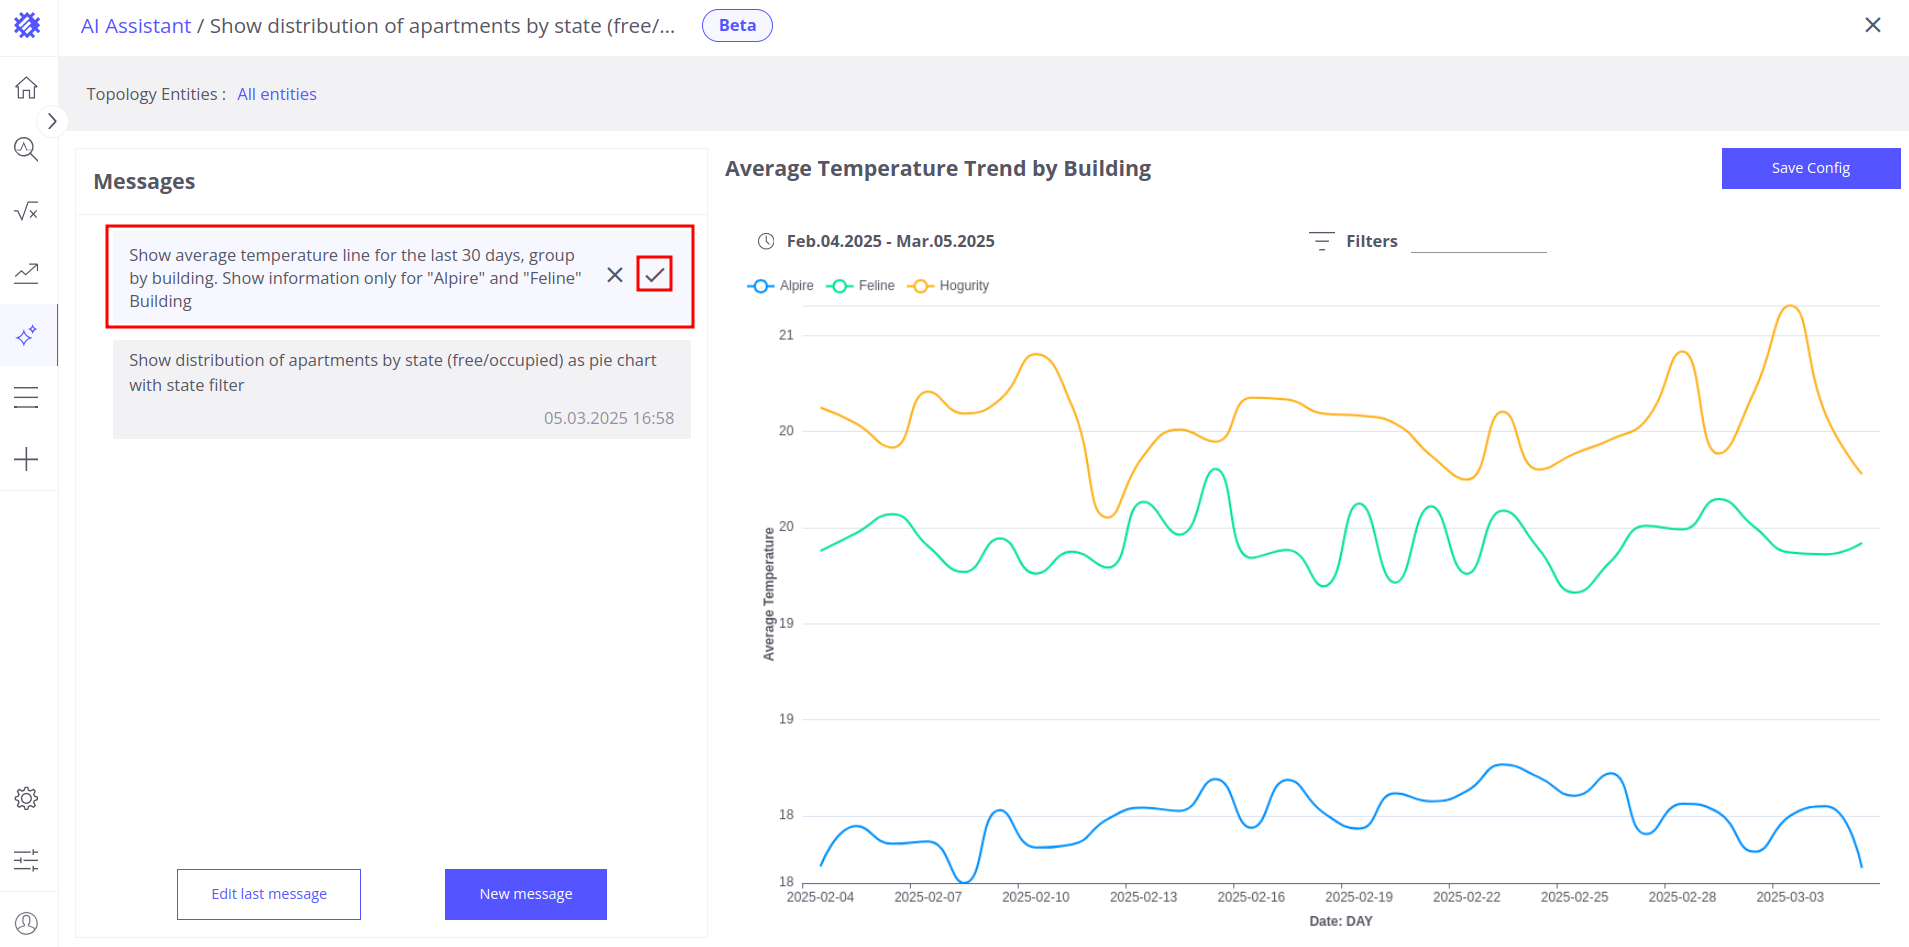 AI Assistant / Show distribution of apartments by state (free/...
Beta
Topology Entities : All entities
Messages
Show average temperature line for the last 30 days, group
by building. Show information only for "Alpire" and "Feline"
Building
Show distribution of apartments by state (free/occupied) as pie chart
with state filter
05.03.2025 16:58
Edit last message
New message
Average Temperature Trend by Building
Save Config
Feb.04.2025 - Mar.05.2025
Filters
Alpire Feline Hogurity
21
20
20
19
19
18
18
Average Temperature
2025-02-04 2025-02-07 2025-02-10 2025-02-13 2025-02-16 2025-02-19 2025-02-22 2025-02-25 2025-02-28 2025-03-03
Date: DAY